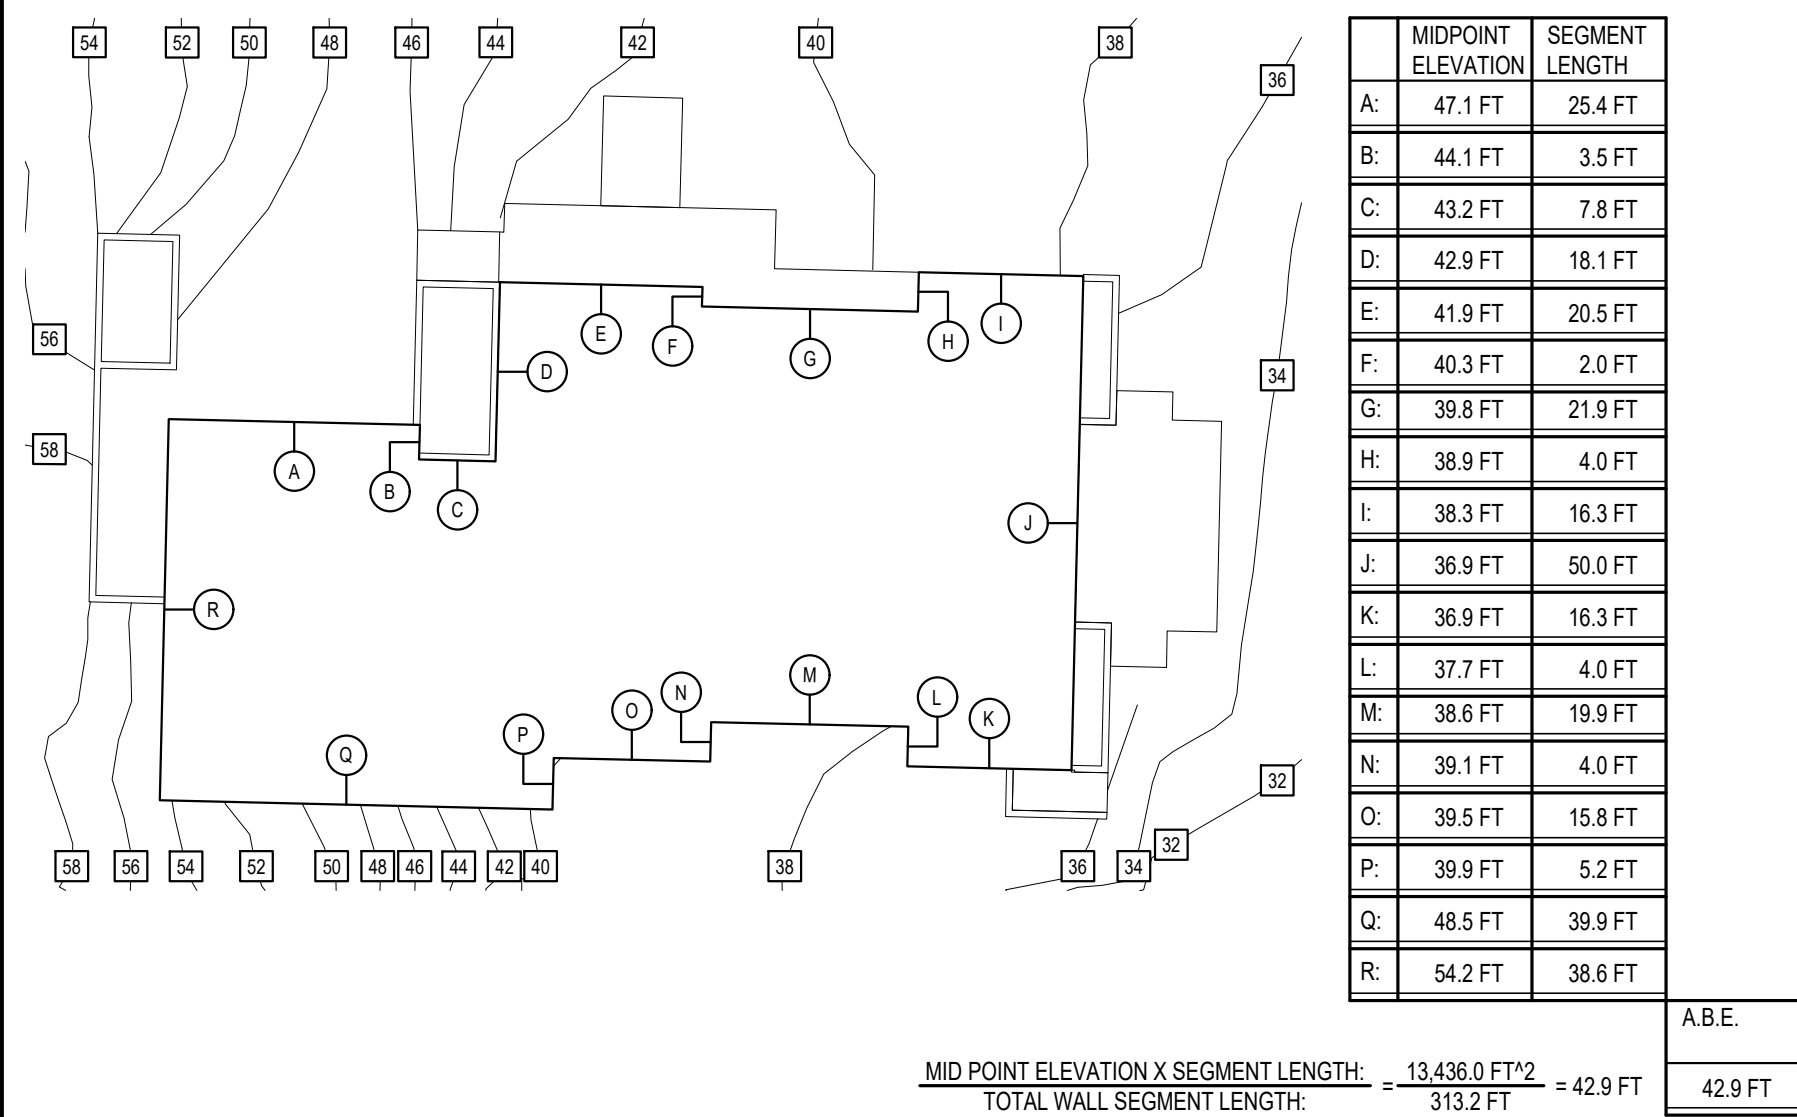 54 52 50 48 46 44 42 40 38
36
56
34
58
E F G H I
D
A B C
J
R
Q P O N M L K
32
32
58 56 54 52 50 48 46 44 42 40 38 36 34
MIDPOINT SEGMENT
ELEVATION LENGTH
A: 47.1 FT 25.4 FT
B: 44.1 FT 3.5 FT
C: 43.2 FT 7.8 FT
D: 42.9 FT 18.1 FT
E: 41.9 FT 20.5 FT
F: 40.3 FT 2.0 FT
G: 39.8 FT 21.9 FT
H: 38.9 FT 4.0 FT
I: 38.3 FT 16.3 FT
J: 36.9 FT 50.0 FT
K: 36.9 FT 16.3 FT
L: 37.7 FT 4.0 FT
M: 38.6 FT 19.9 FT
N: 39.1 FT 4.0 FT
O: 39.5 FT 15.8 FT
P: 39.9 FT 5.2 FT
Q: 48.5 FT 39.9 FT
R: 54.2 FT 38.6 FT
A.B.E.
MID POINT ELEVATION X SEGMENT LENGTH: = 13,436.0 FT^2 = 42.9 FT 42.9 FT
TOTAL WALL SEGMENT LENGTH: 313.2 FT